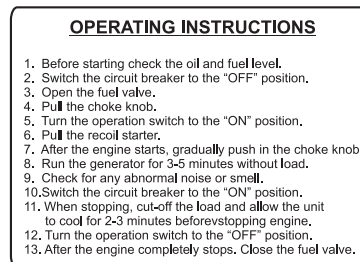 OPERATING INSTRUCTIONS
1. Before starting check the oil and fuel level.
2. Switch the circuit breaker to the "OFF" position.
3. Open the fuel valve.
4. Pull the choke knob.
5. Turn the operation switch to the "ON" position.
6. Pull the recoil starter.
7. After the engine starts, gradually push in the choke knob
8. Run the generator for 3-5 minutes without load.
9. Check for any abnormal noise or smell.
10.Switch the circuit breaker to the "ON" position.
11. When stopping, cut-off the load and allow the unit
to cool for 2-3 minutes beforevstopping engine.
12. Turn the operation switch to the "OFF" position.
13. After the engine completely stops. Close the fuel valve.